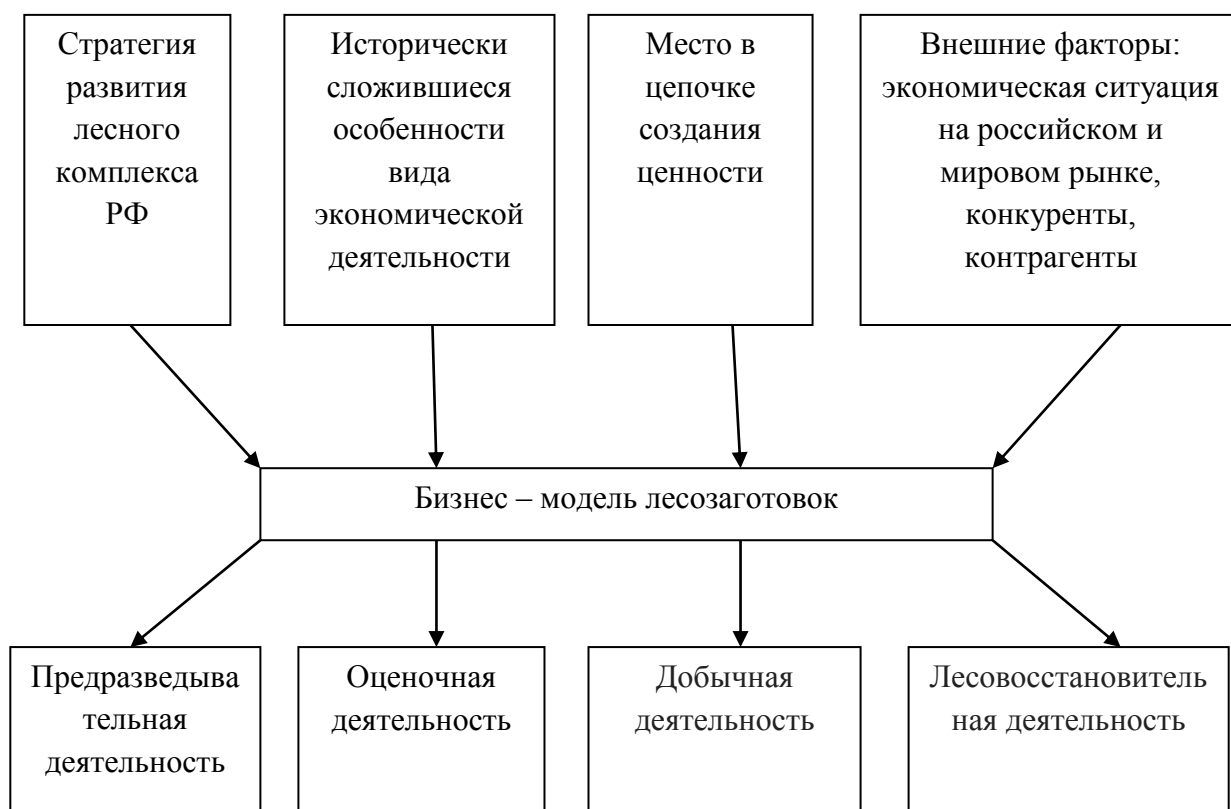 Стратегия
развития
лесного
комплекса
РФ
Исторически
сложившиеся
особенности
вида
экономической
деятельности
Место в
цепочке
создания
ценности
Внешние факторы:
экономическая ситуация
на российском и
мировом рынке,
конкуренты,
контрагенты
Бизнес – модель лесозаготовок
Предразведыва
тельная
деятельность
Оценочная
деятельность
Добычная
деятельность
Лесовосстановитель
ная деятельность